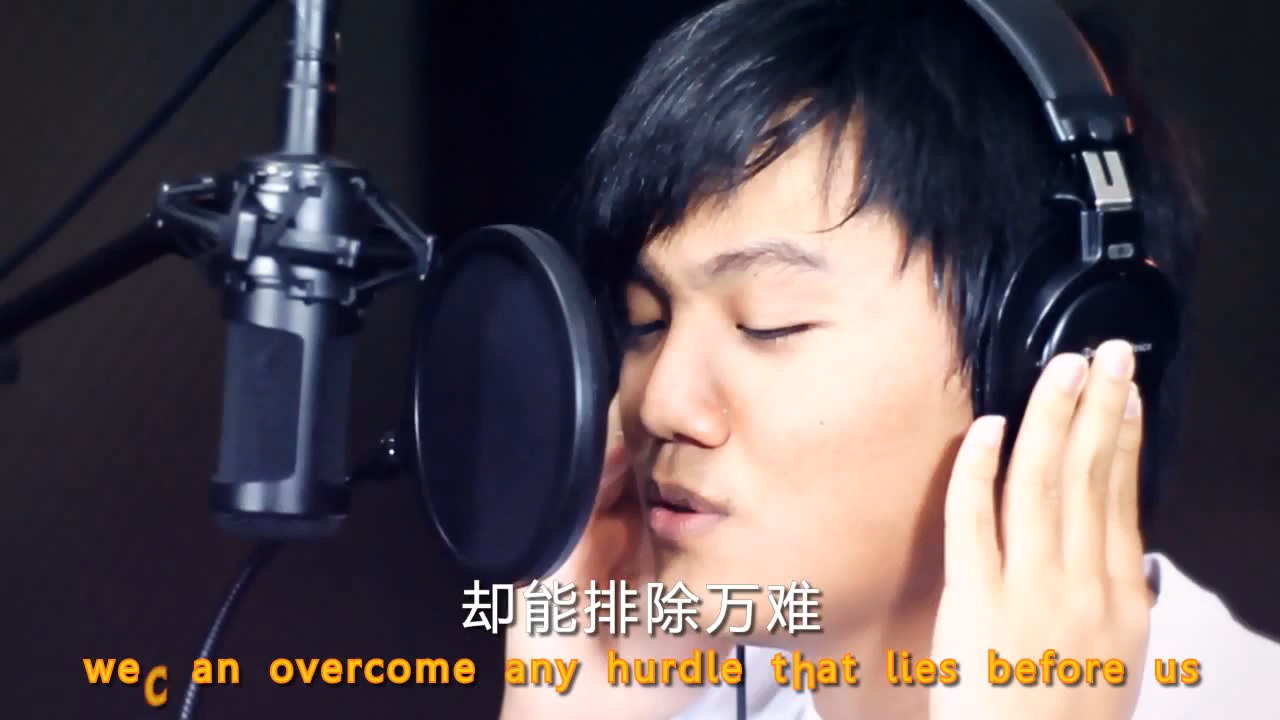 却能排除万难
we can overcome any hurdle that lies before us